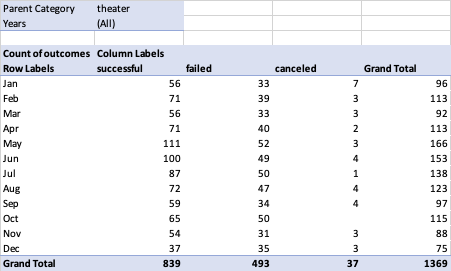 Parent Category theater
Years (All)
Count of outcomes Column Labels
Row Labels successful failed canceled Grand Total
Jan 56 33 7 96
Feb 71 39 3 113
Mar 56 33 3 92
Apr 71 40 2 113
May 111 52 3 166
Jun 100 49 4 153
Jul 87 50 1 138
Aug 72 47 4 123
Sep 59 34 4 97
Oct 65 50 115
Nov 54 31 3 88
Dec 37 35 3 75
Grand Total 839 493 37 1369